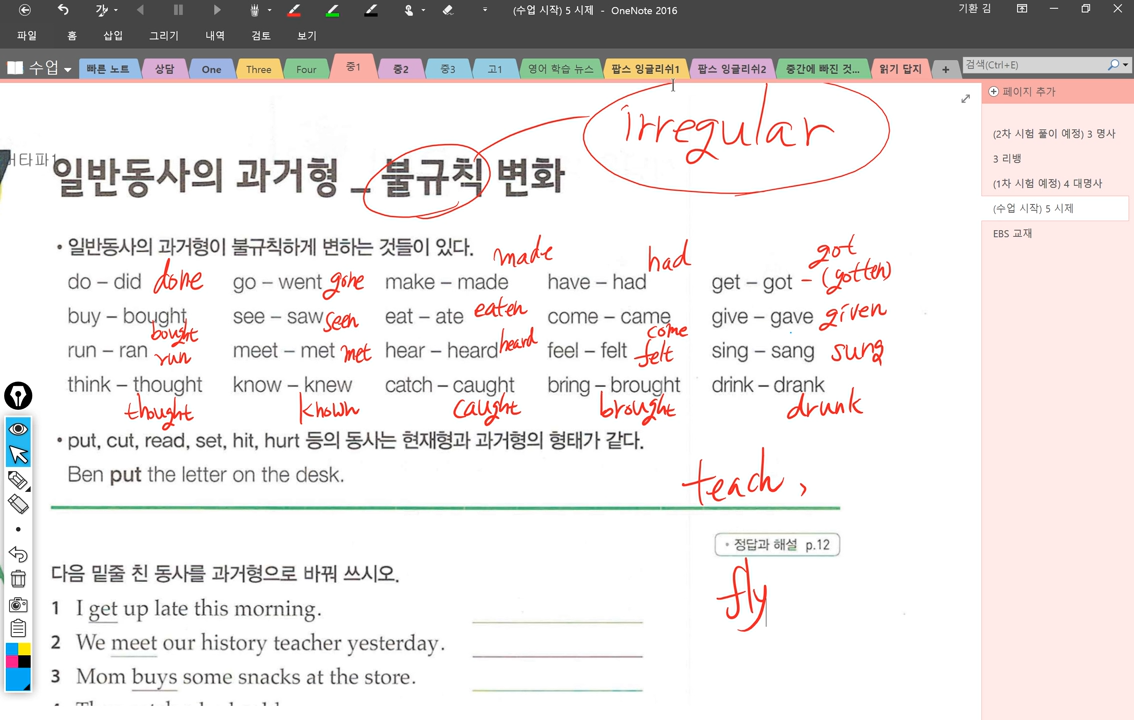 (수업 시작) 5 시제 - OneNote 2016
기환 김
파일 홈 삽입 그리기 내역 검토 보기
수업 빠른 노트 상담 One Three Four 중1 중2 중3 고1 영어 학습 뉴스 팝스 잉글리쉬1 팝스 잉글리쉬2 중간에 빠진 것... 읽기 답지 + 검색(Ctrl+E)
페이지 추가
(2차 시험 풀이 예정) 3 명사
3 리뱅
(1차 시험 예정) 4 대명사
(수업 시작) 5 시제
EBS 교재
irregular
일반동사의 과거형 _ 불규칙 변화
• 일반동사의 과거형이 불규칙하게 변하는 것들이 있다.
do – did done go – went gone make – made made have – had had get – got – got (gotten)
buy – bought bought see – saw seen eat – ate eaten come – came come give – gave given
run – ran run meet – met met hear – heard heard feel – felt felt sing – sang sung
think – thought thought know – knew known catch – caught caught bring – brought brought drink – drank drunk
• put, cut, read, set, hit, hurt 등의 동사는 현재형과 과거형의 형태가 같다.
Ben put the letter on the desk.
teach,
• 정답과 해설 p.12
fly
다음 밑줄 친 동사를 과거형으로 바꿔 쓰시오.
1 I get up late this morning.
2 We meet our history teacher yesterday.
3 Mom buys some snacks at the store.